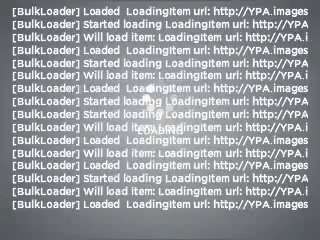 [BulkLoader] Loaded LoadingItem url: http://YPA.images
[BulkLoader] Started loading LoadingItem url: http://YPA
[BulkLoader] Will load item: LoadingItem url: http://YPA.i
[BulkLoader] Loaded LoadingItem url: http://YPA.images
[BulkLoader] Started loading LoadingItem url: http://YPA
[BulkLoader] Will load item: LoadingItem url: http://YPA.i
[BulkLoader] Loaded LoadingItem url: http://YPA.images
[BulkLoader] Started loading LoadingItem url: http://YPA
[BulkLoader] Started loading LoadingItem url: http://YPA
[BulkLoader] Will load item: LoadingItem url: http://YPA.i
LOADING
[BulkLoader] Loaded LoadingItem url: http://YPA.images
[BulkLoader] Will load item: LoadingItem url: http://YPA.i
[BulkLoader] Loaded LoadingItem url: http://YPA.images
[BulkLoader] Started loading LoadingItem url: http://YPA
[BulkLoader] Will load item: LoadingItem url: http://YPA.i
[BulkLoader] Loaded LoadingItem url: http://YPA.images